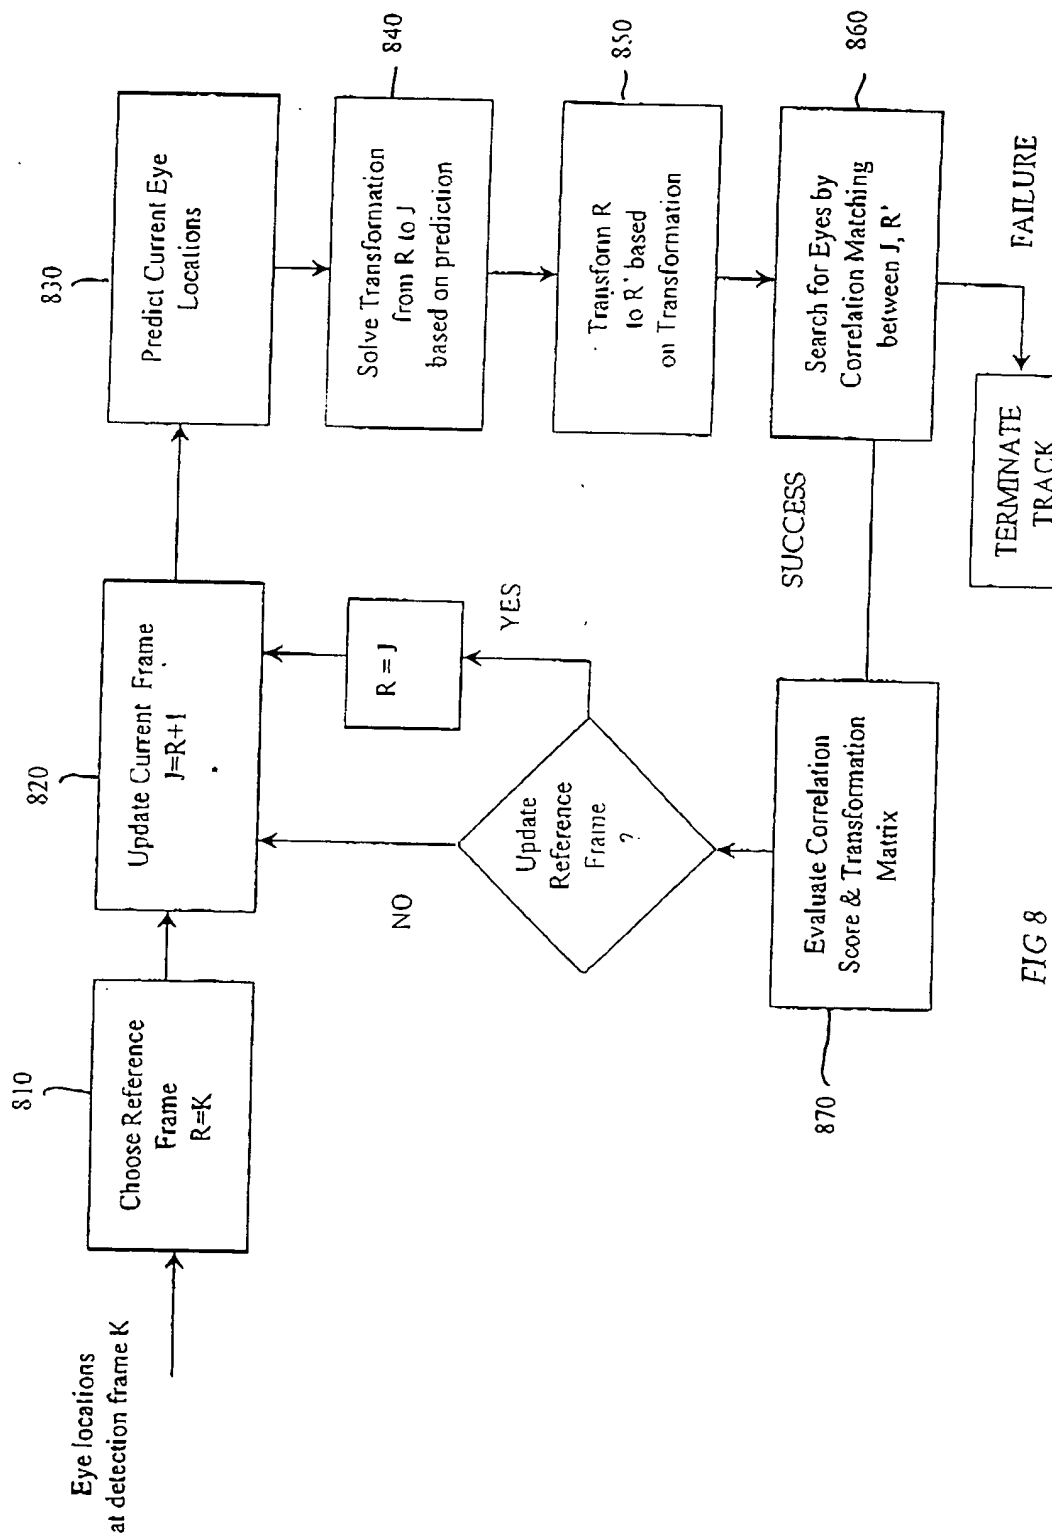 Eye locations
at detection frame K
810
Choose Reference
Frame
R=K
820
Update Current Frame
J=R+1
830
Predict Current Eye
Locations
840
Solve Transformation
from R to J
based on prediction
850
Transform R
to R' based
on Transformation
860
Search for Eyes by
Correlation Matching
between J, R'
FAILURE
TERMINATE
TRACK
SUCCESS
870
Evaluate Correlation
Score & Transformation
Matrix
Update
Reference
Frame
?
YES
R = J
NO
FIG 8